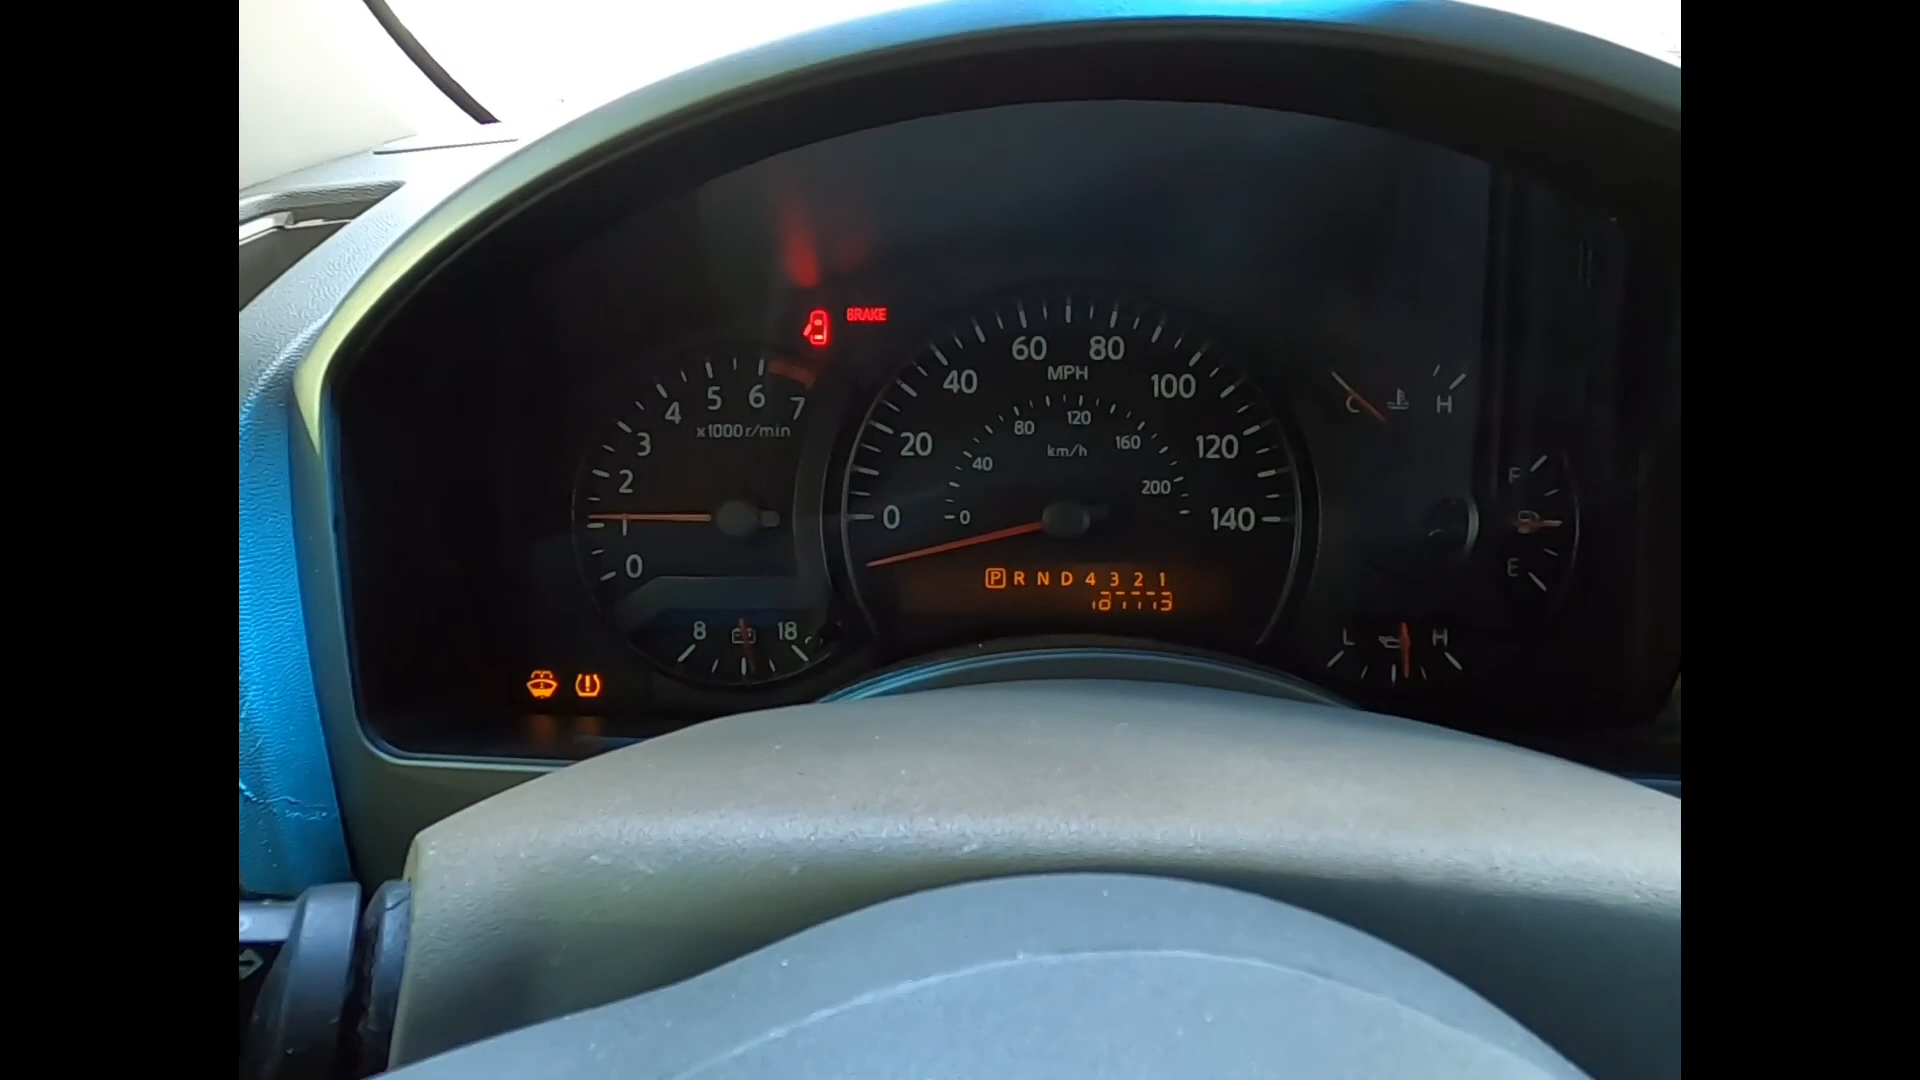 BRAKE
0 1 2 3 4 5 6 7
x1000 r/min
8 18
0 20 40 60 80 100 120 140
MPH
0 40 80 120 160 200
km/h
P R N D 4 3 2 1
C H
F
E
L H